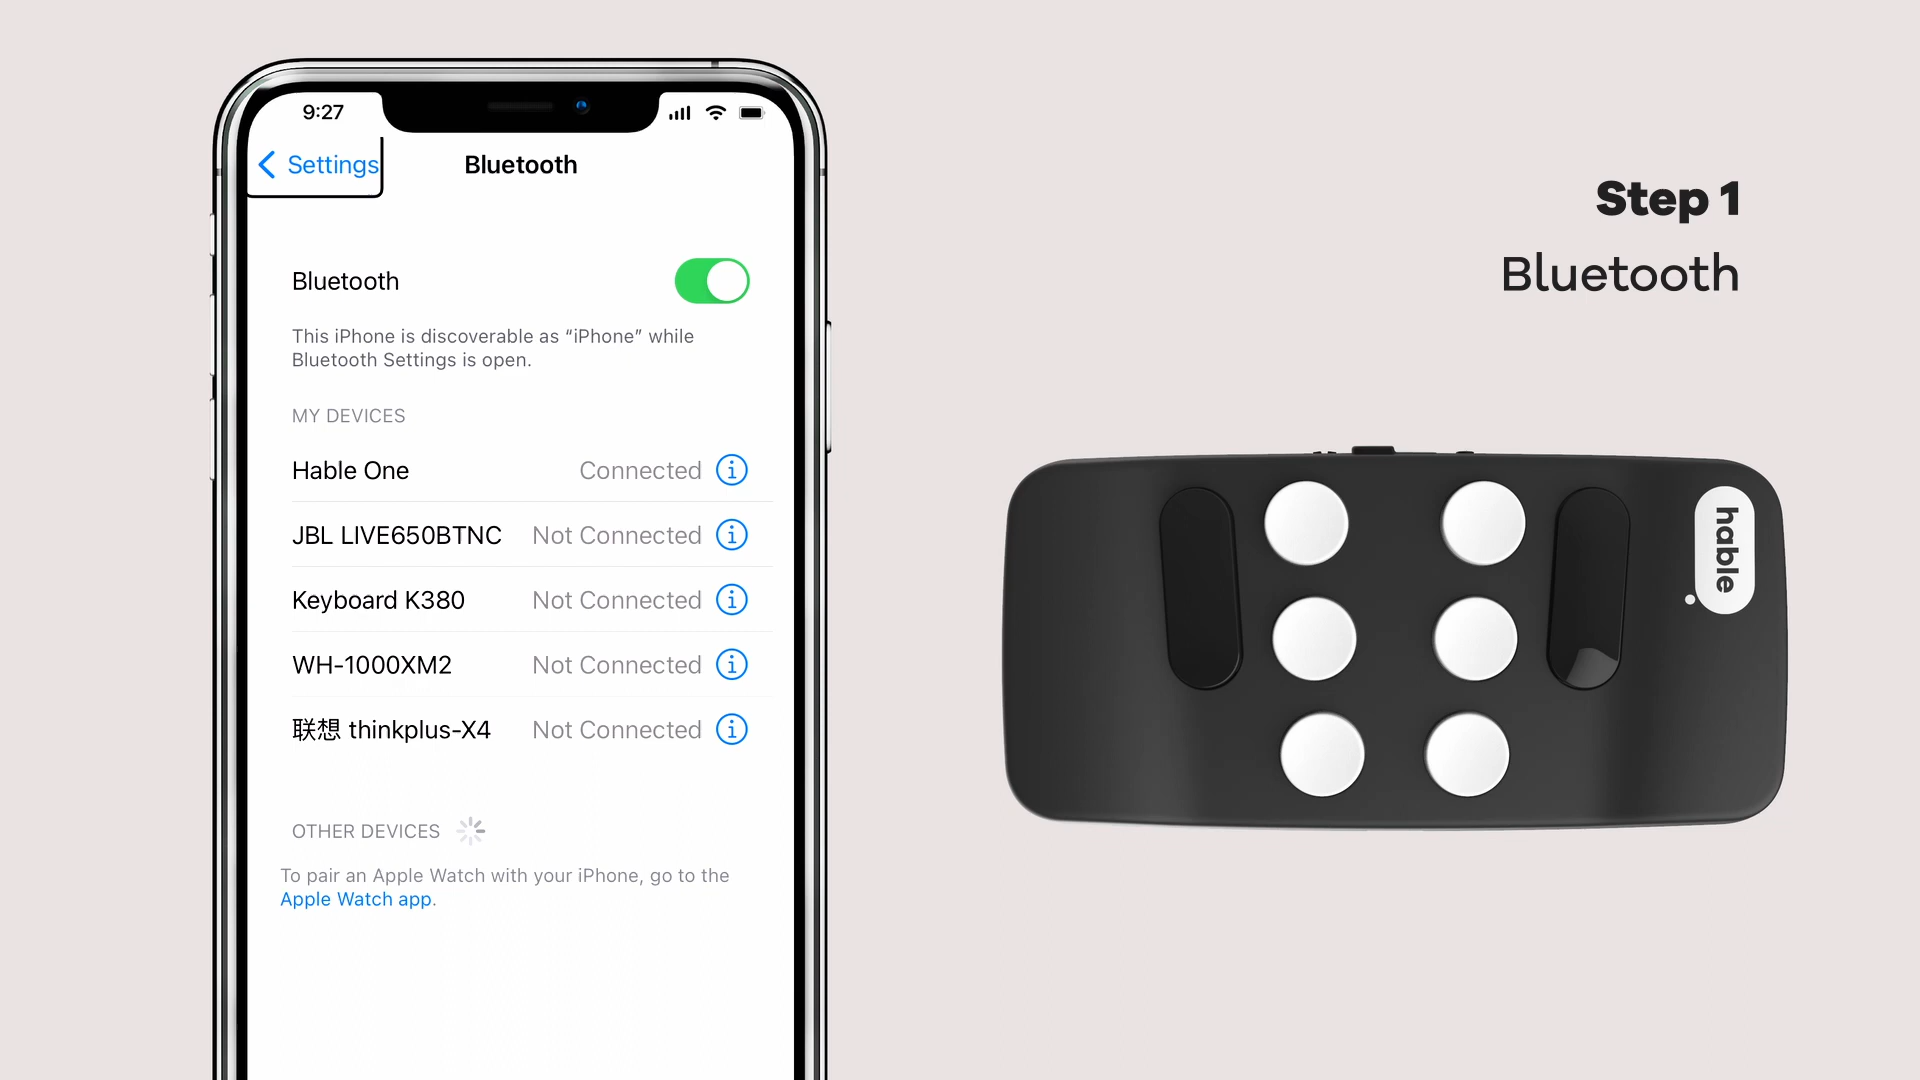 9:27
Settings
Bluetooth
Bluetooth
This iPhone is discoverable as “iPhone” while
Bluetooth Settings is open.
MY DEVICES
Hable One Connected
JBL LIVE650BTNC Not Connected
Keyboard K380 Not Connected
WH-1000XM2 Not Connected
联想 thinkplus-X4 Not Connected
OTHER DEVICES
To pair an Apple Watch with your iPhone, go to the
Apple Watch app.
Step 1
Bluetooth
hable